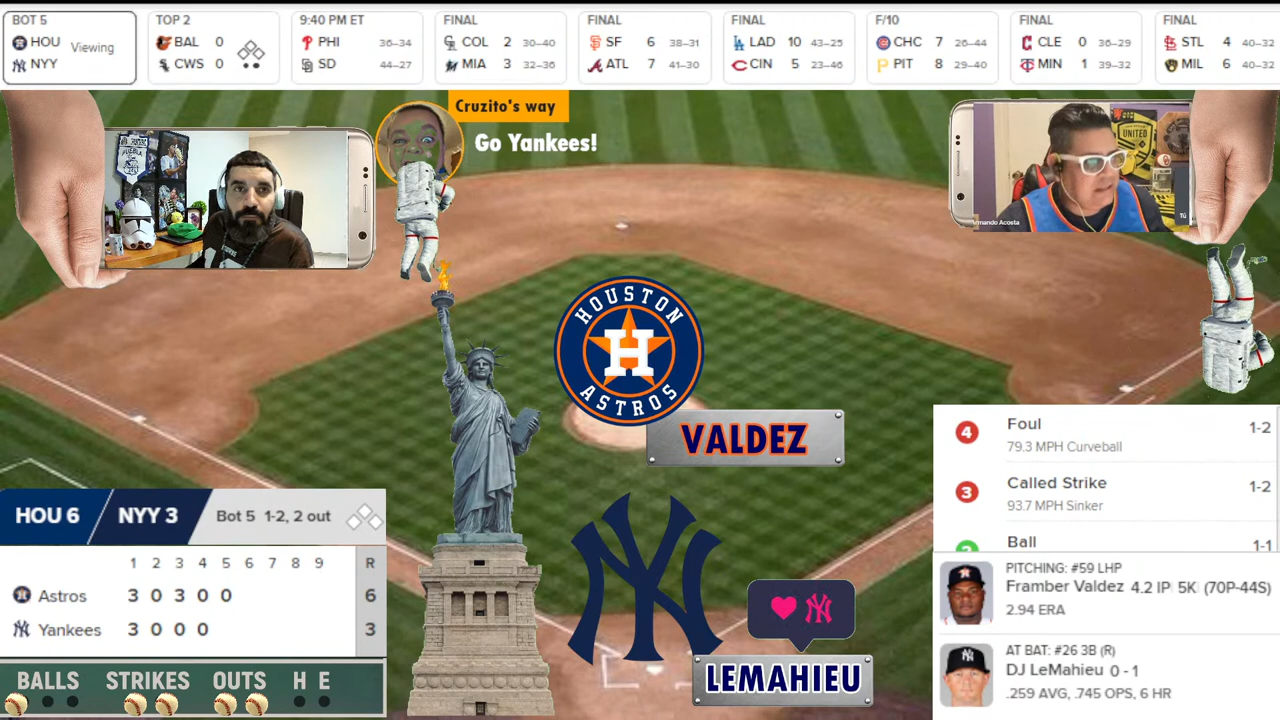 BOT 5
HOU
Viewing
NYY
TOP 2
BAL 0
CWS 0
9:40 PM ET
PHI 36-34
SD 44-27
FINAL
COL 2 30-40
MIA 3 32-36
FINAL
SF 6 38-31
ATL 7 41-30
FINAL
LAD 10 43-25
CIN 5 23-46
F/10
CHC 7 26-44
PIT 8 29-40
FINAL
CLE 0 36-29
MIN 1 39-32
FINAL
STL 4 40-32
MIL 6 40-32
Cruzito's way
Go Yankees!
UNITED
Armando Acosta
Tú
HOUSTON
H
ASTROS
VALDEZ
LEMAHIEU
HOU 6
NYY 3
Bot 5 1-2, 2 out
1 2 3 4 5 6 7 8 9 R
Astros 3 0 3 0 0 6
Yankees 3 0 0 0 3
BALLS STRIKES OUTS H E
4 Foul 1-2
79.3 MPH Curveball
3 Called Strike 1-2
93.7 MPH Sinker
Ball 1-1
PITCHING: #59 LHP
Framber Valdez 4.2 IP 5K (70P-44S)
2.94 ERA
AT BAT: #26 3B (R)
DJ LeMahieu 0 - 1
.259 AVG, .745 OPS, 6 HR